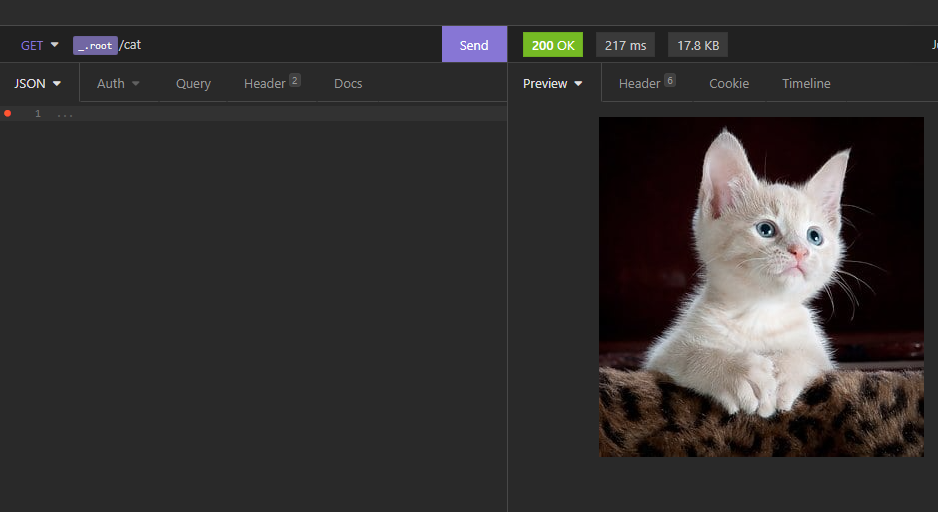 GET _.root/cat Send 200 OK 217 ms 17.8 KB
JSON Auth Query Header 2 Docs Preview Header 6 Cookie Timeline
1 ...